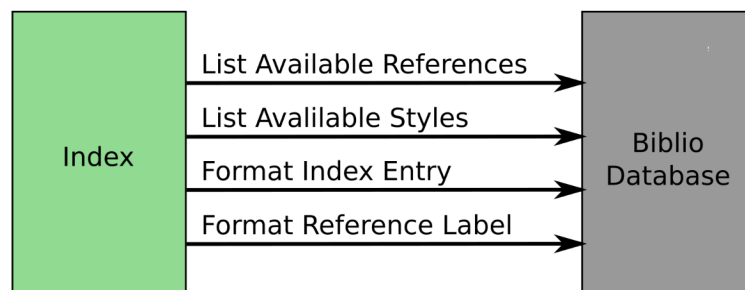 List Available References
List Avalilable Styles
Index
Biblio
Database
Format Index Entry
Format Reference Label